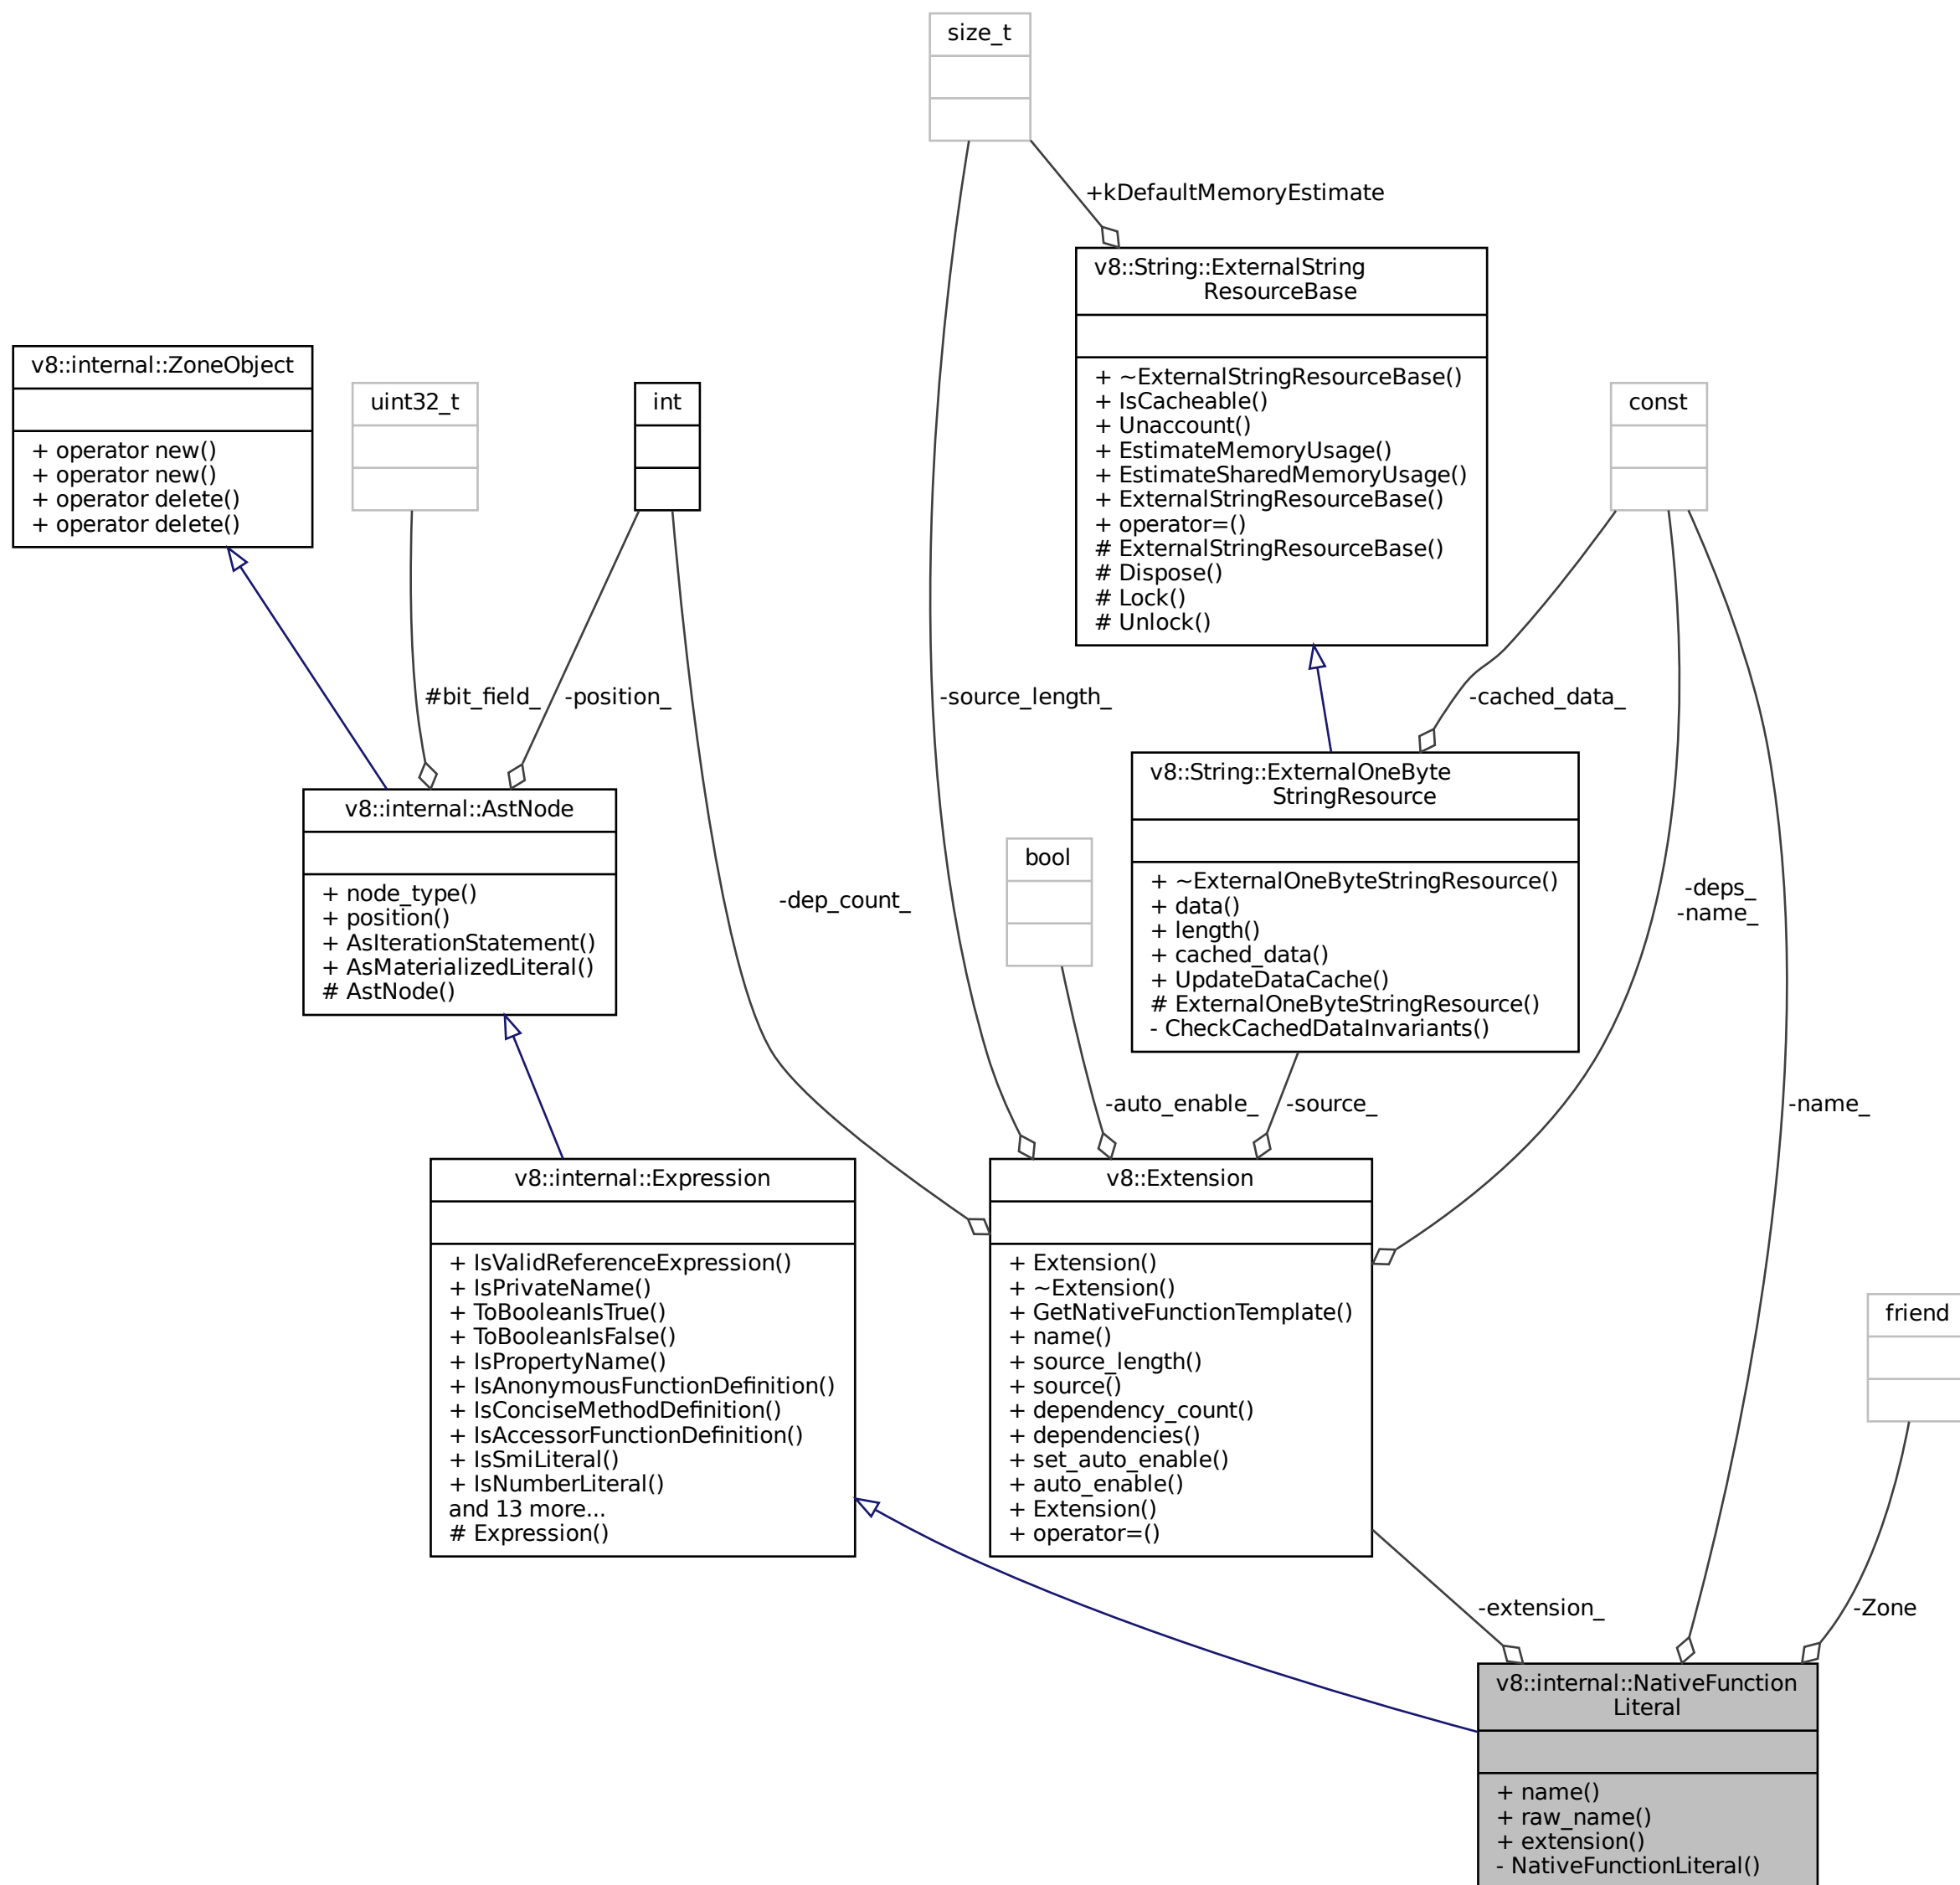 size_t
+kDefaultMemoryEstimate
v8::String::ExternalString
ResourceBase
+ ~ExternalStringResourceBase()
+ IsCacheable()
+ Unaccount()
+ EstimateMemoryUsage()
+ EstimateSharedMemoryUsage()
+ ExternalStringResourceBase()
+ operator=()
# ExternalStringResourceBase()
# Dispose()
# Lock()
# Unlock()
v8::internal::ZoneObject
+ operator new()
+ operator new()
+ operator delete()
+ operator delete()
uint32_t
int
const
#bit_field_
-position_
-source_length_
-cached_data_
v8::internal::AstNode
+ node_type()
+ position()
+ AsIterationStatement()
+ AsMaterializedLiteral()
# AstNode()
-dep_count_
bool
v8::String::ExternalOneByte
StringResource
+ ~ExternalOneByteStringResource()
+ data()
+ length()
+ cached_data()
+ UpdateDataCache()
# ExternalOneByteStringResource()
- CheckCachedDataInvariants()
-deps_
-name_
-auto_enable_
-source_
-name_
v8::internal::Expression
+ IsValidReferenceExpression()
+ IsPrivateName()
+ ToBooleanIsTrue()
+ ToBooleanIsFalse()
+ IsPropertyName()
+ IsAnonymousFunctionDefinition()
+ IsConciseMethodDefinition()
+ IsAccessorFunctionDefinition()
+ IsSmiLiteral()
+ IsNumberLiteral()
and 13 more...
# Expression()
v8::Extension
+ Extension()
+ ~Extension()
+ GetNativeFunctionTemplate()
+ name()
+ source_length()
+ source()
+ dependency_count()
+ dependencies()
+ set_auto_enable()
+ auto_enable()
+ Extension()
+ operator=()
friend
-extension_
-Zone
v8::internal::NativeFunction
Literal
+ name()
+ raw_name()
+ extension()
- NativeFunctionLiteral()